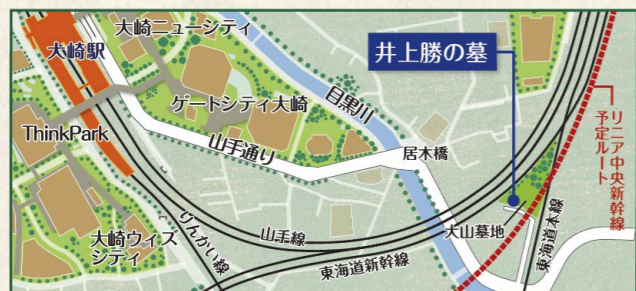 大崎ニューシティ
大崎駅
井上勝の墓
目黒川
ゲートシティ大崎
リニア中央新幹線
予定ルート
ThinkPark
山手通り
居木橋
大崎ウィズ
シティ
りんかい線
山手線
東海道新幹線
大山墓地
東海道本線